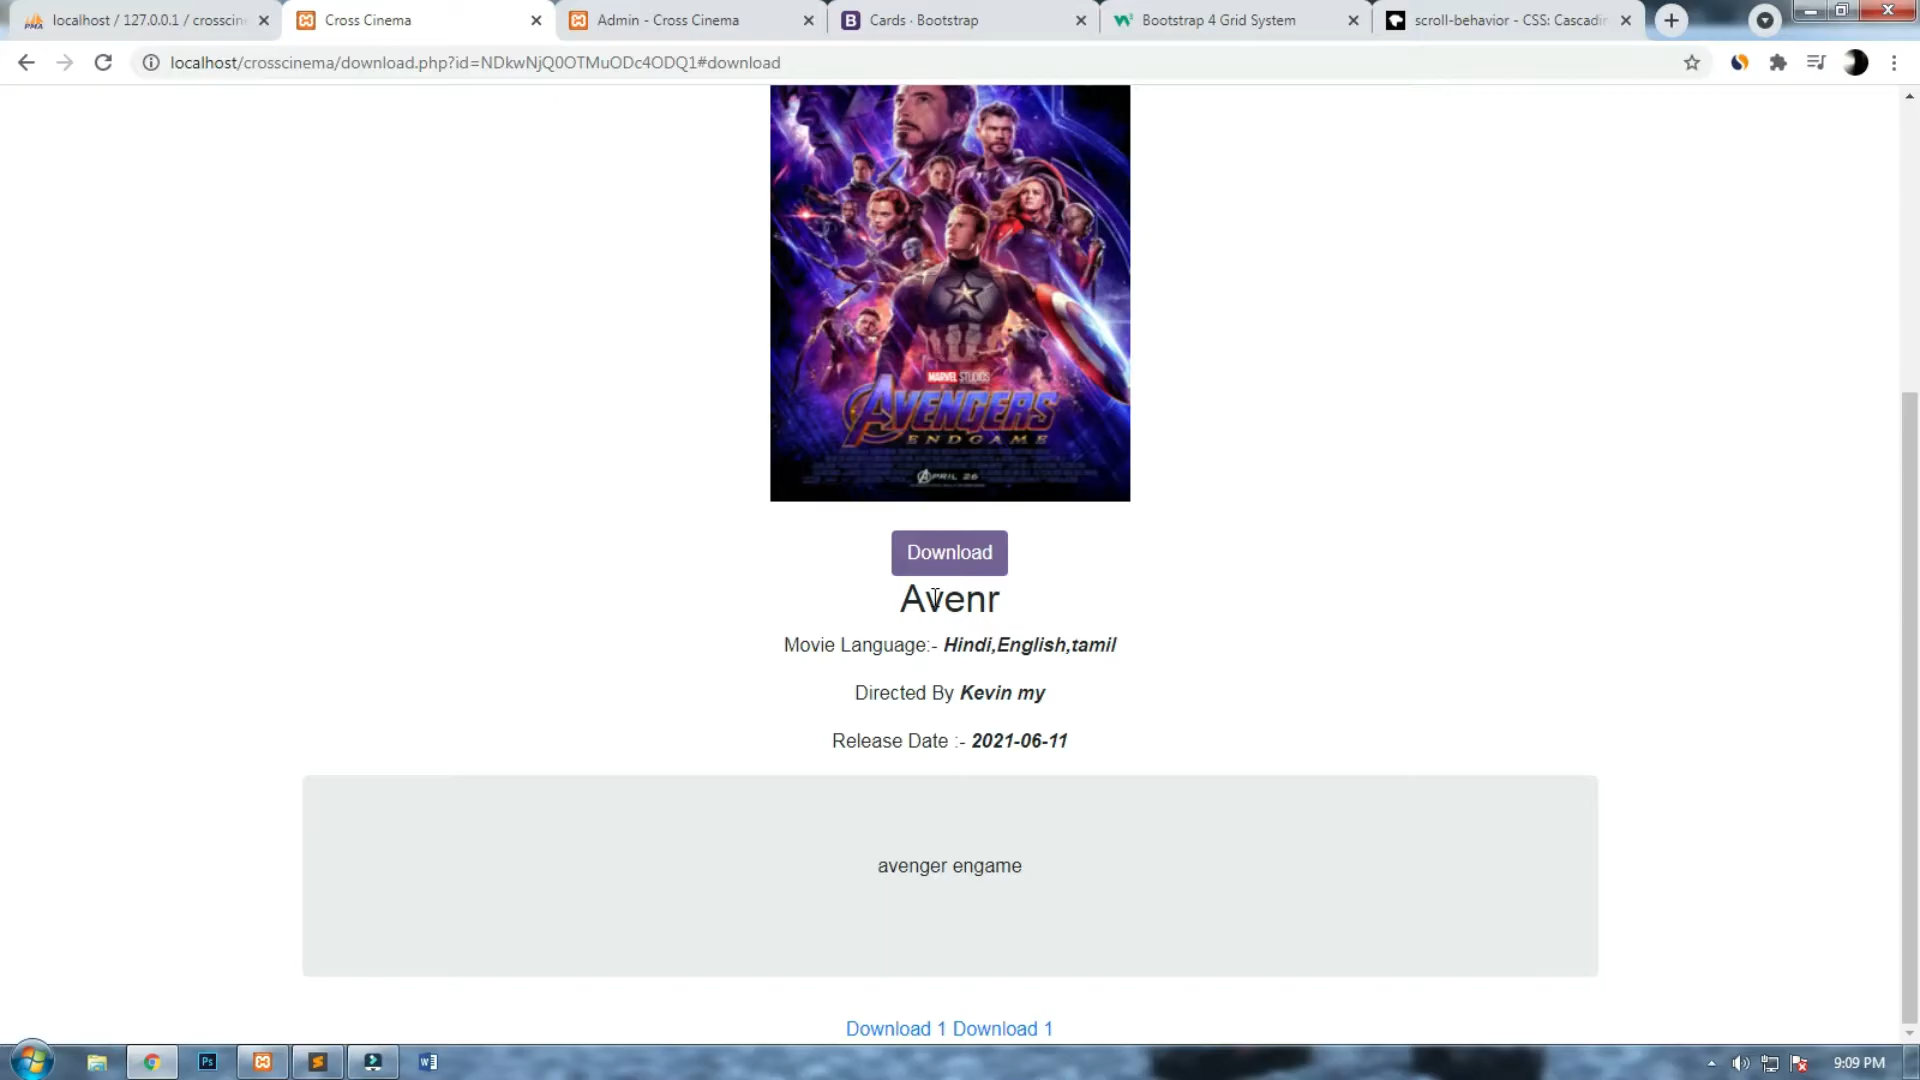 localhost / 127.0.0.1 / crosscin
Cross Cinema
Admin - Cross Cinema
Cards · Bootstrap
Bootstrap 4 Grid System
scroll-behavior - CSS: Cascadin
localhost/crosscinema/download.php?id=NDkwNjQ0OTMuODc4ODQ1#download
MARVEL STUDIOS
AVENGERS
ENDGAME
APRIL 26
Download
Avenr
Movie Language:- Hindi,English,tamil
Directed By Kevin my
Release Date :- 2021-06-11
avenger engame
Download 1 Download 1
9:09 PM